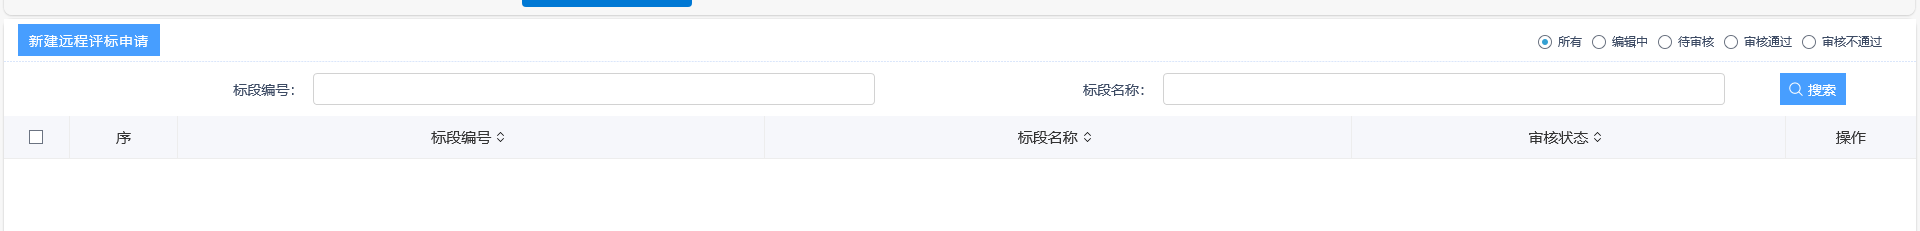 新建远程评标申请 所有 编辑中 待审核 审核通过 审核不通过
标段编号： 标段名称： 搜索
序 标段编号 标段名称 审核状态 操作